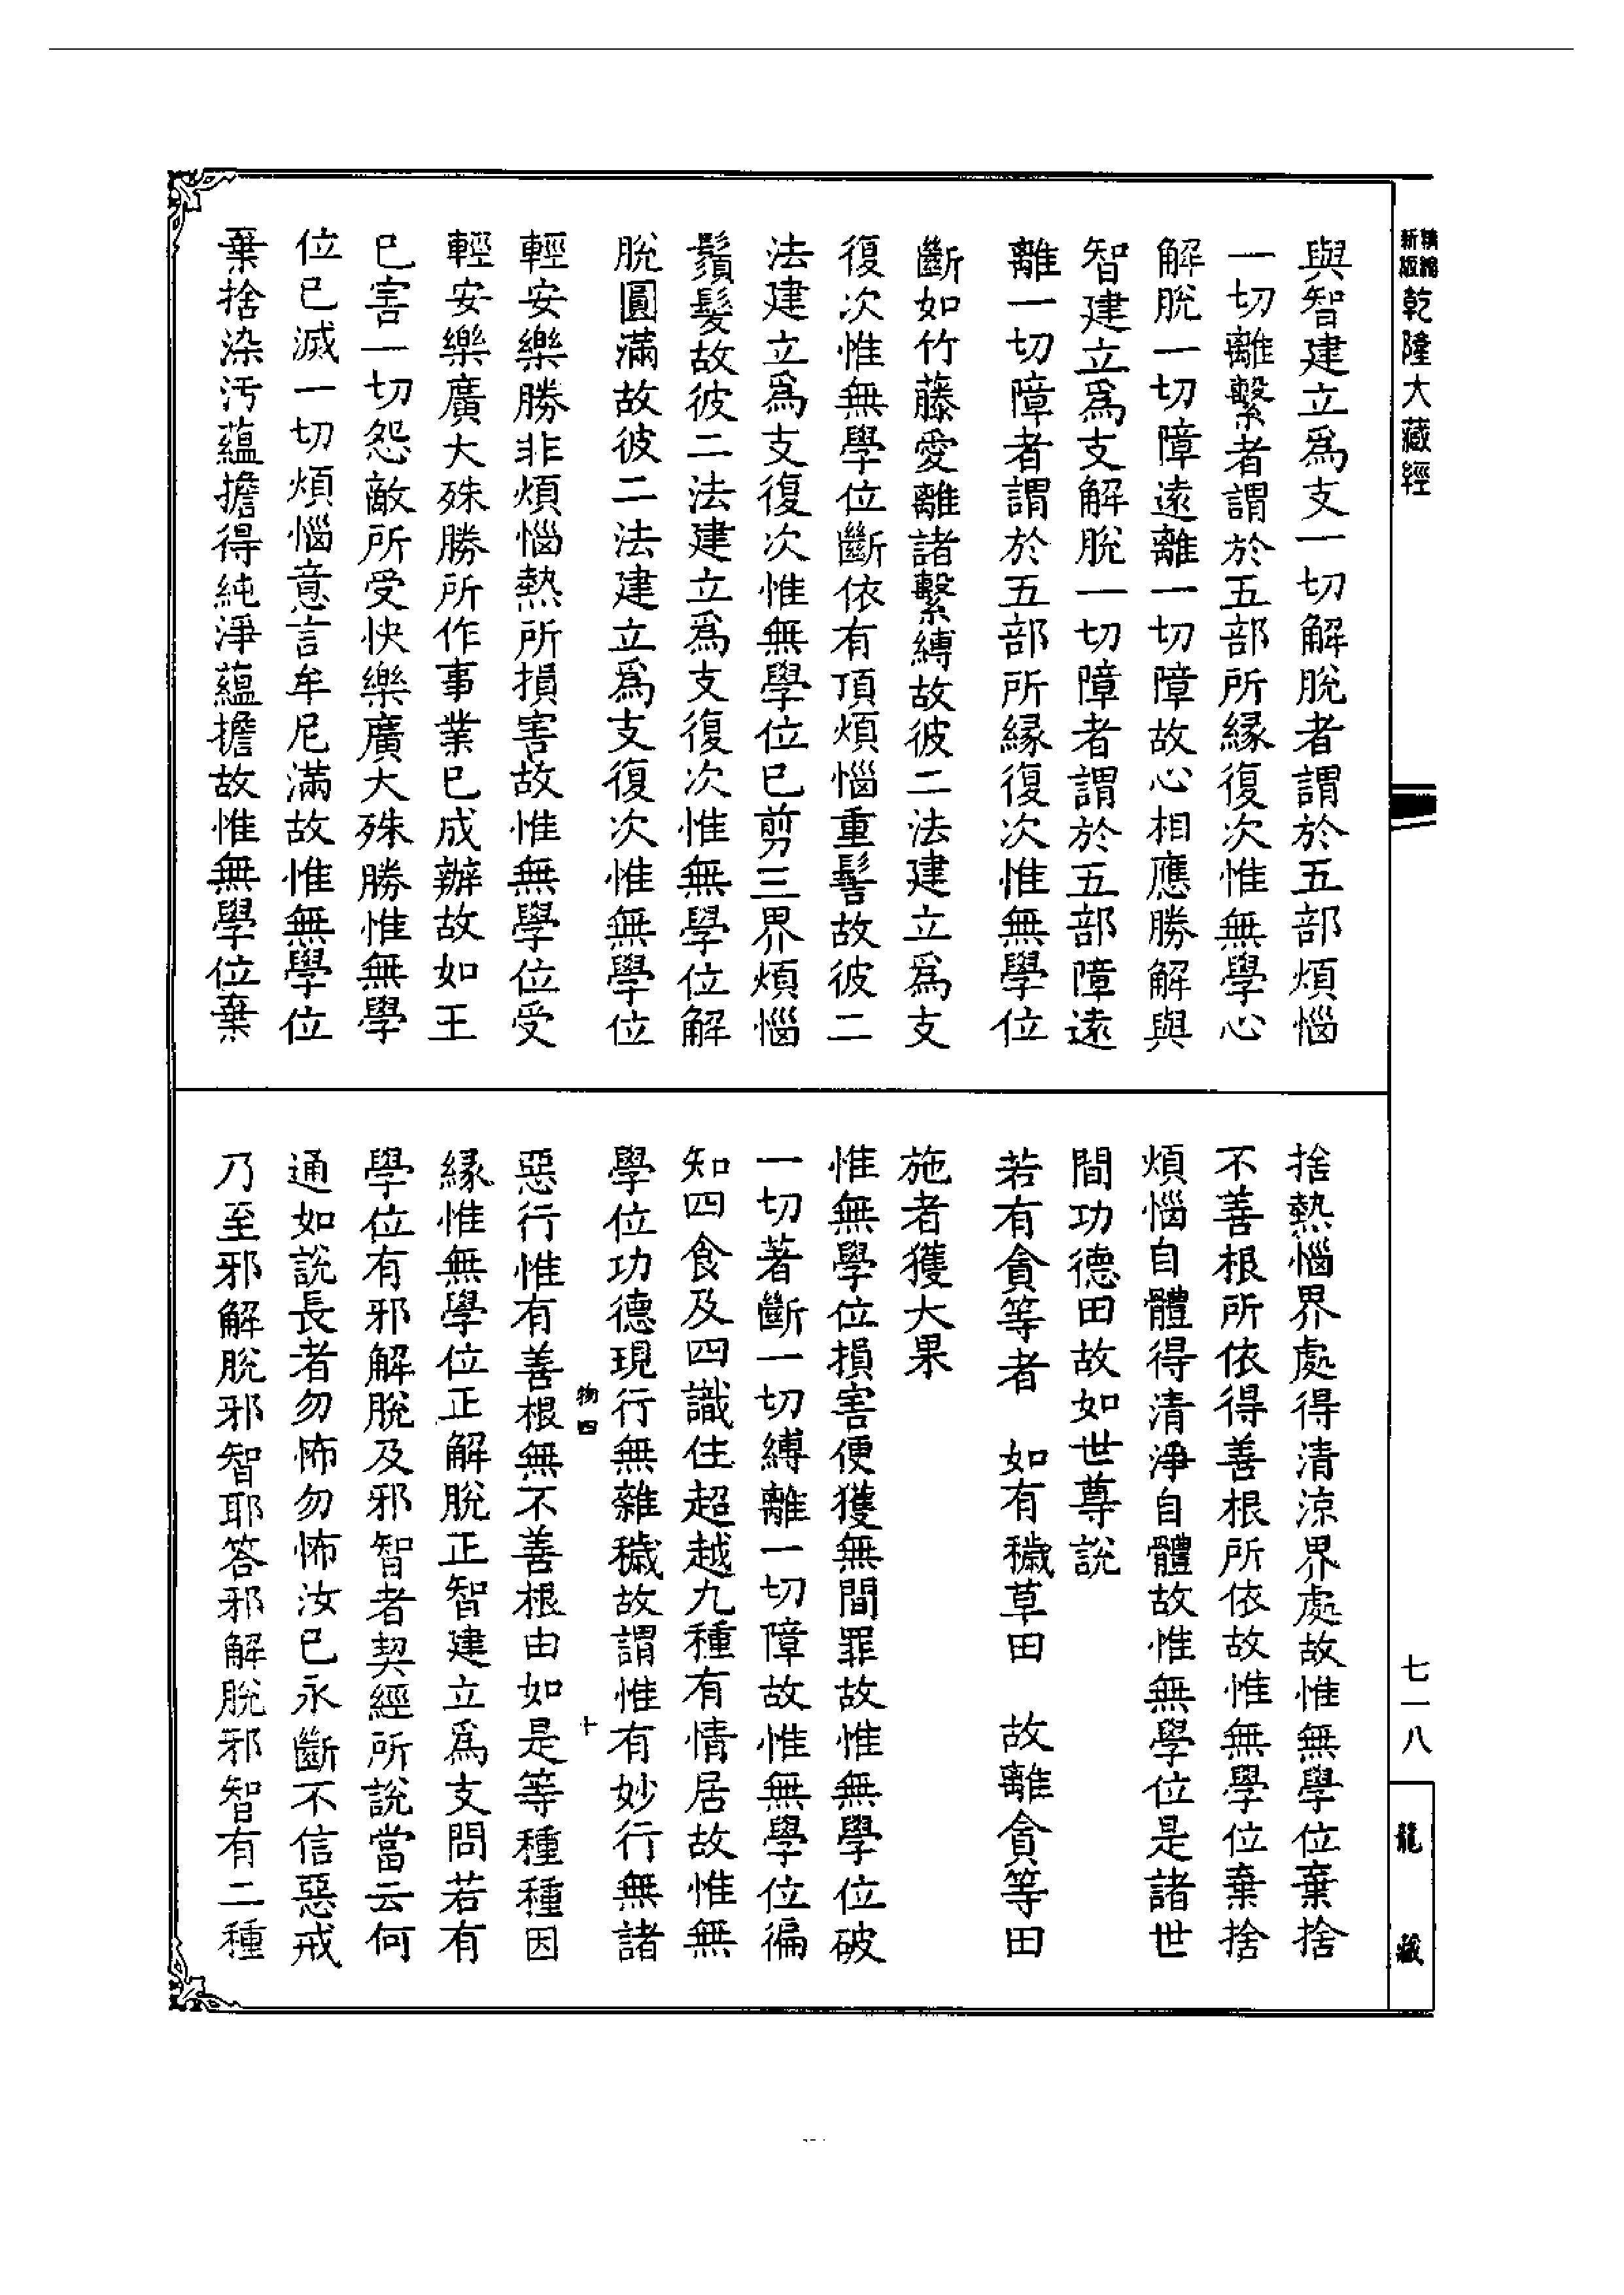 精縮新版乾隆大藏經
七一八
龍藏
與智建立爲支一切解脫者謂於五部煩惱
一切離繫者謂於五部所緣復次惟無學心
解脫一切障遠離一切障故心相應勝解與
智建立爲支解脫一切障者謂於五部障遠
離一切障者謂於五部所緣復次惟無學位
斷如竹藤愛離諸繫縛故彼二法建立爲支
復次惟無學位斷依有頂煩惱重髻故彼二
法建立爲支復次惟無學位已剪三界煩惱
鬚髮故彼二法建立爲支復次惟無學位解
脫圓滿故彼二法建立爲支復次惟無學位
輕安樂勝非煩惱熱所損害故惟無學位受
輕安樂廣大殊勝所作事業已成辦故如王
已害一切怨敵所受快樂廣大殊勝惟無學
位已滅一切煩惱意言牟尼滿故惟無學位
棄捨染汚蘊擔得純淨蘊擔故惟無學位棄
捨熱惱界處得清涼界處故惟無學位棄捨
不善根所依得善根所依故惟無學位棄捨
煩惱自體得清淨自體故惟無學位是諸世
間功德田故如世尊說
若有貪等者　如有穢草田　故離貪等田
施者獲大果
惟無學位損害便獲無間罪故惟無學位破
一切著斷一切縛離一切障故惟無學位徧
知四食及四識住超越九種有情居故惟無
學位功德現行無雜穢故謂惟有妙行無諸
物四　十
惡行惟有善根無不善根由如是等種種因
緣惟無學位正解脫正智建立爲支問若有
學位有邪解脫及邪智者契經所說當云何
通如說長者勿怖勿怖汝已永斷不信惡戒
乃至邪解脫邪智耶答邪解脫邪智有二種